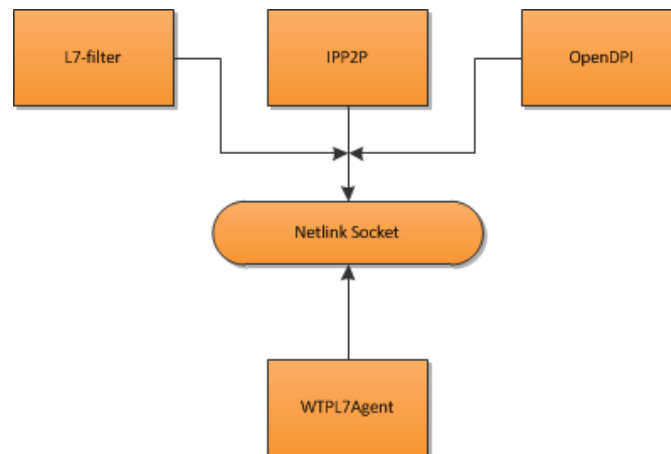 L7-filter
IPP2P
OpenDPI
Netlink Socket
WTPL7Agent